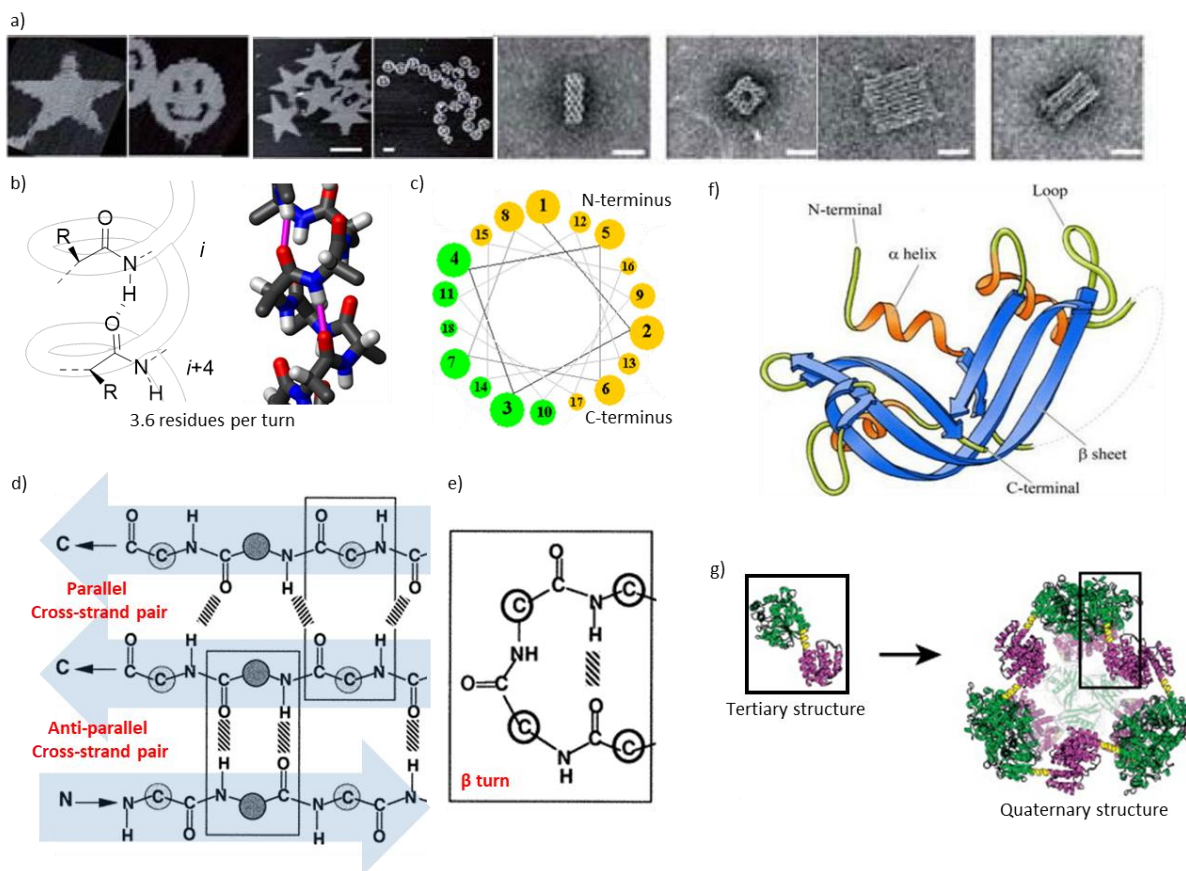 a)
b)
O
R
N
H
i
O
N
H
R
i+4
3.6 residues per turn
c)
1
N-terminus
8
12
5
15
4
16
11
9
18
2
7
13
14
6
3
10
17
C-terminus
f)
N-terminal
Loop
α helix
β sheet
C-terminal
d)
O H O H
C C C N C N C C C N C
O H O
Parallel
Cross-strand pair
O H H O H
C C C N C N C C C N C
O H O
Anti-parallel
Cross-strand pair
H O H
N N C C N C N C C N
H O H O
e)
O
C N C
C H
NH
O C
C O
N C C
H
β turn
g)
Tertiary structure
Quaternary structure